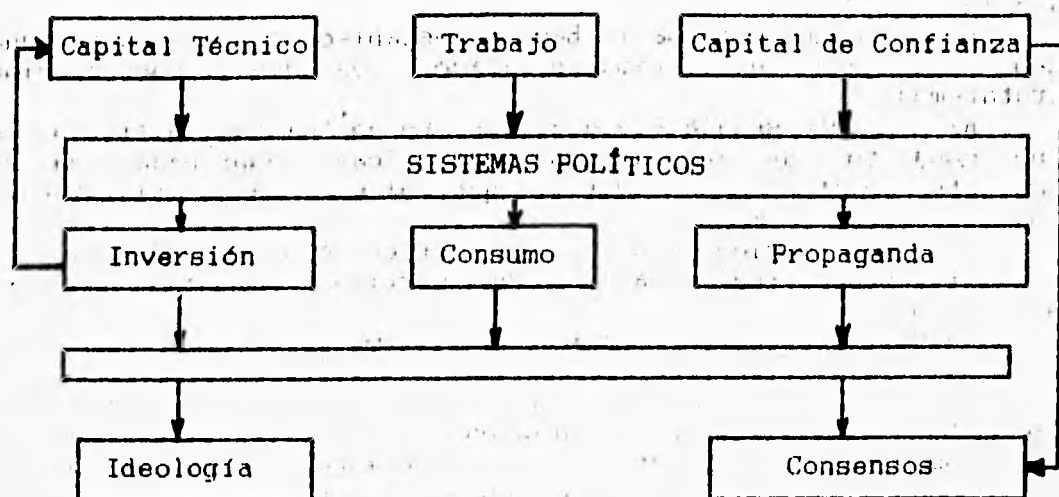 Capital Técnico
Trabajo
Capital de Confianza
SISTEMAS POLÍTICOS
Inversión
Consumo
Propaganda
Ideología
Consensos